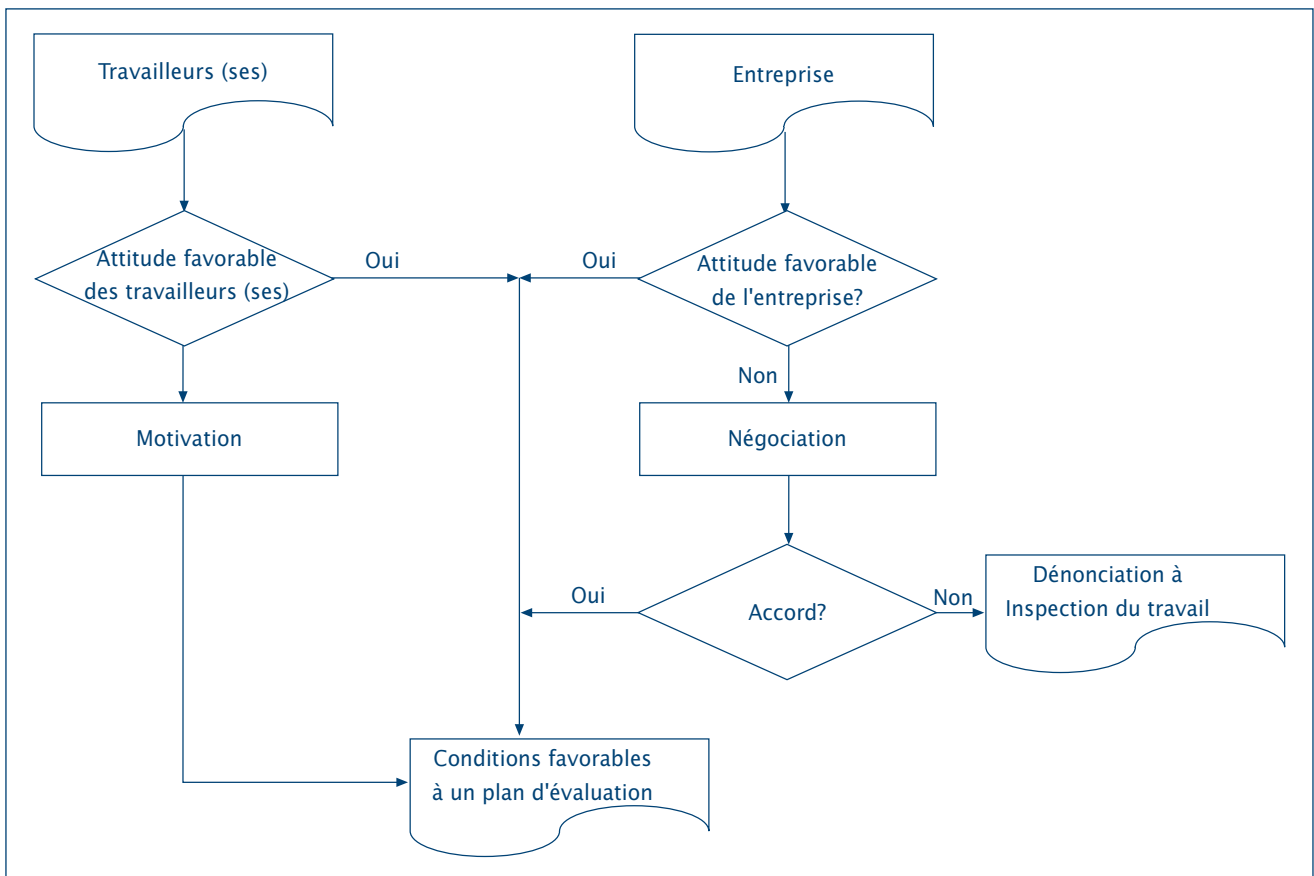 Travailleurs (ses)
Entreprise
Attitude favorable
des travailleurs (ses)
Oui
Oui
Attitude favorable
de l'entreprise?
Non
Motivation
Négociation
Oui
Accord?
Non
Dénonciation à
Inspection du travail
Conditions favorables
à un plan d'évaluation